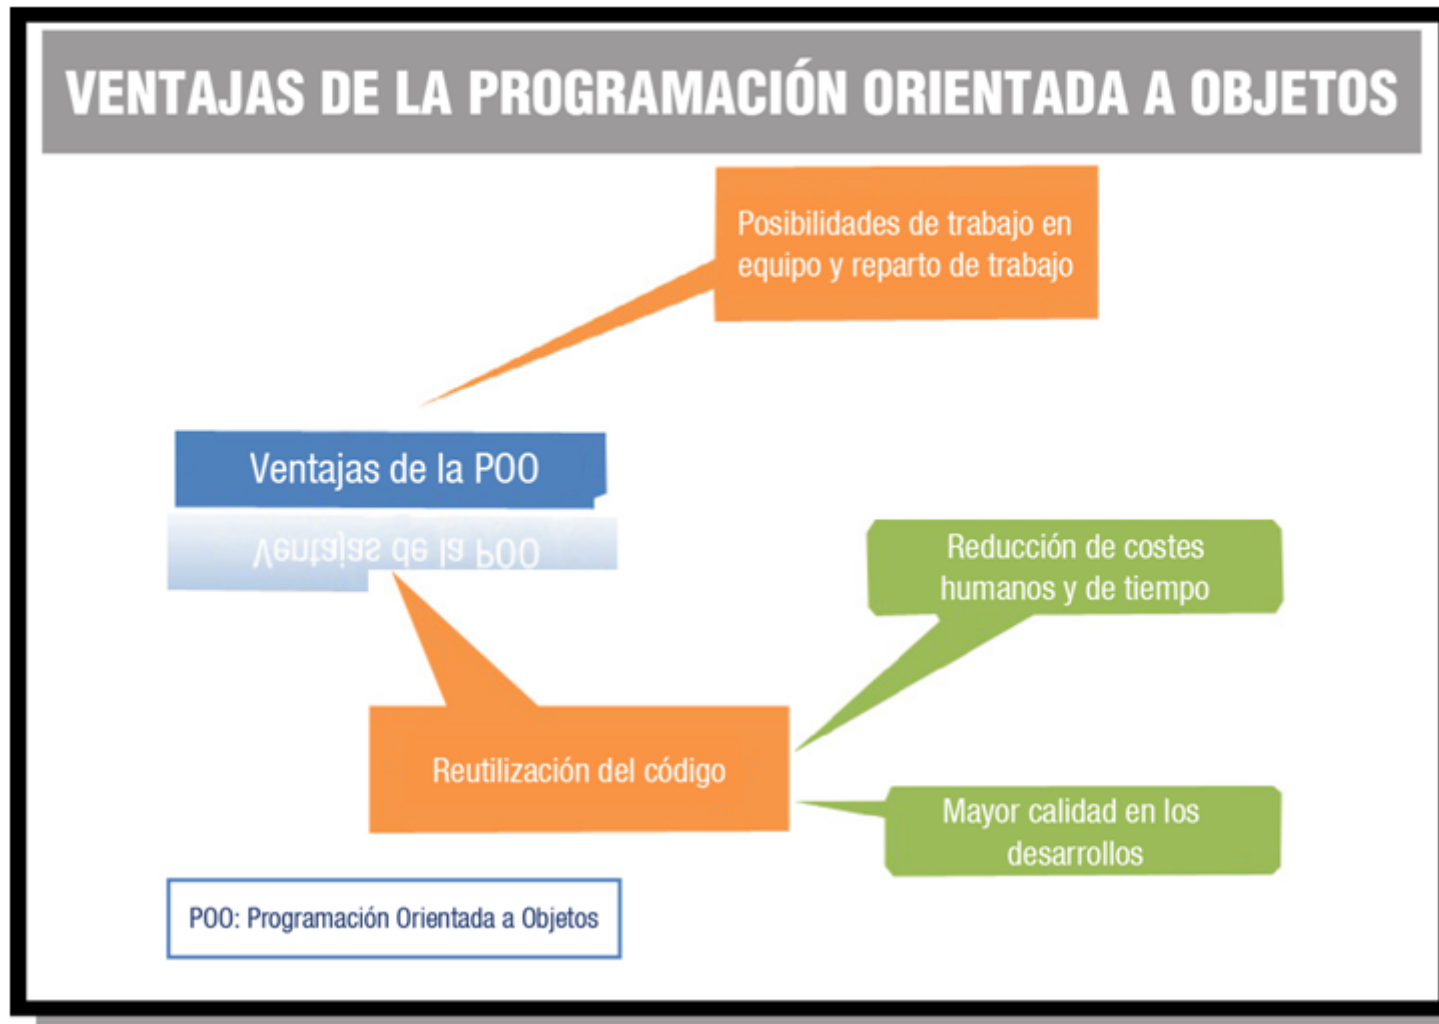 VENTAJAS DE LA PROGRAMACIÓN ORIENTADA A OBJETOS
Posibilidades de trabajo en
equipo y reparto de trabajo
Ventajas de la POO
Ventajas de la POO
Reducción de costes
humanos y de tiempo
Reutilización del código
Mayor calidad en los
desarrollos
POO: Programación Orientada a Objetos